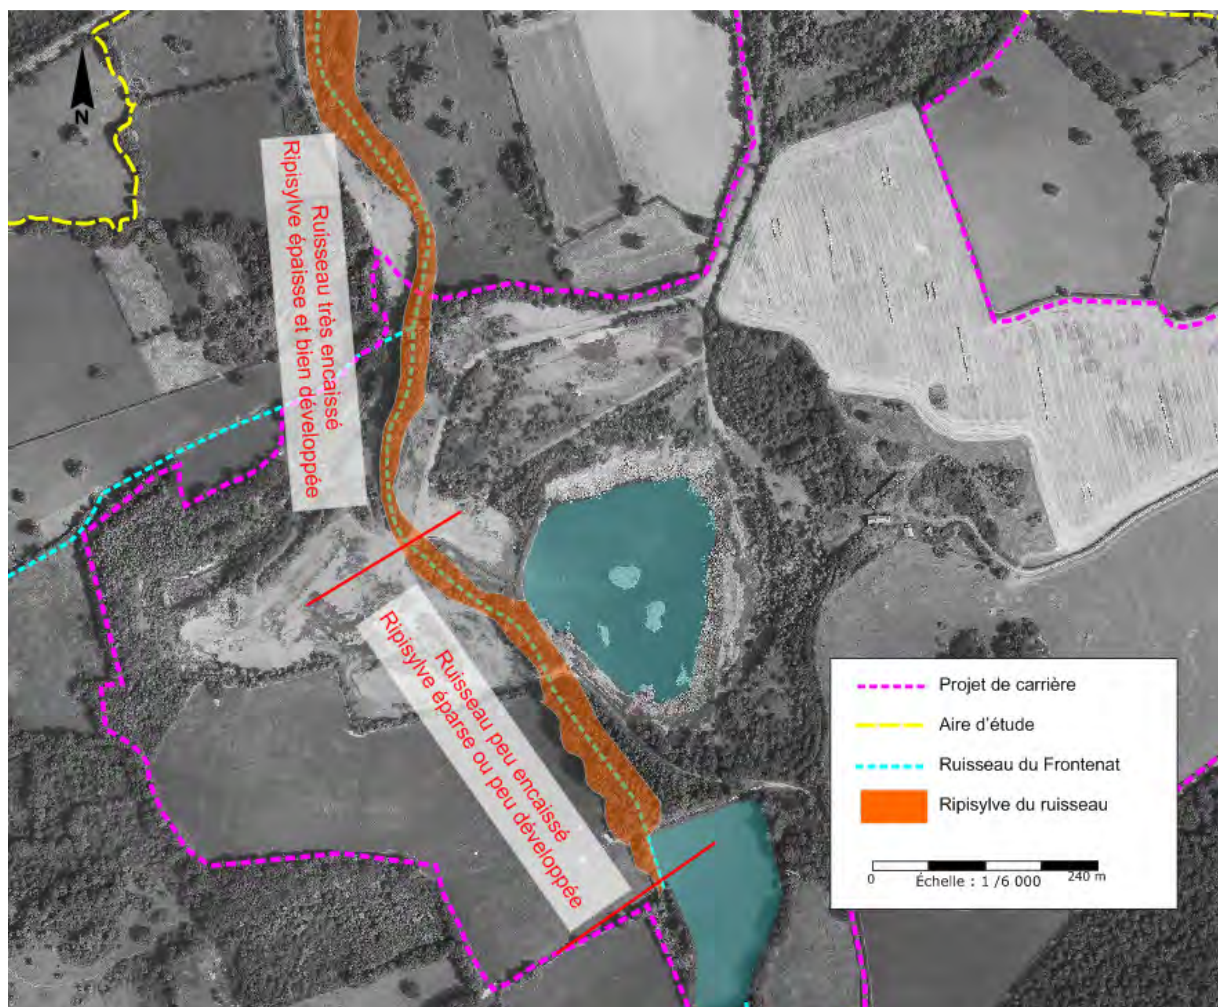 N
Ruisseau très encaissé
Ripisylve épaisse et bien développée
Ruisseau peu encaissé
Ripisylve éparse ou peu développée
Projet de carrière
Aire d'étude
Ruisseau du Frontenat
Ripisylve du ruisseau
0 240 m
Échelle : 1 /6 000